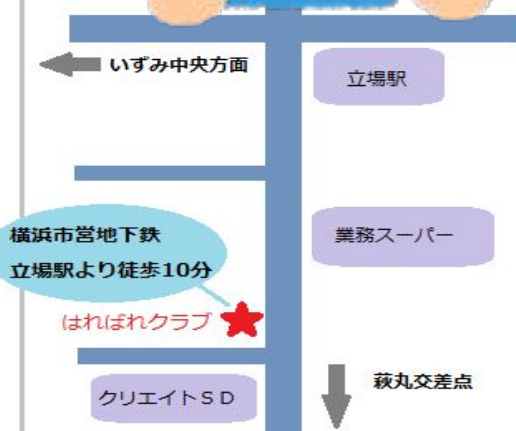 いずみ中央方面
立場駅
横浜市営地下鉄
立場駅より徒歩10分
業務スーパー
はればれクラブ
クリエイトSD
萩丸交差点